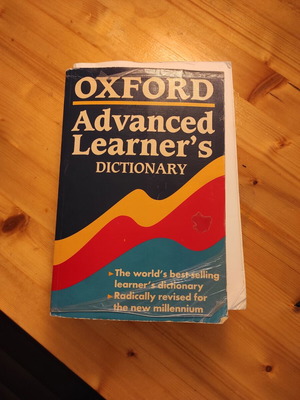 OXFORD
Advanced
Learner's
DICTIONARY
▸The world's best-selling
learner's dictionary
▸Radically revised for
the new millennium